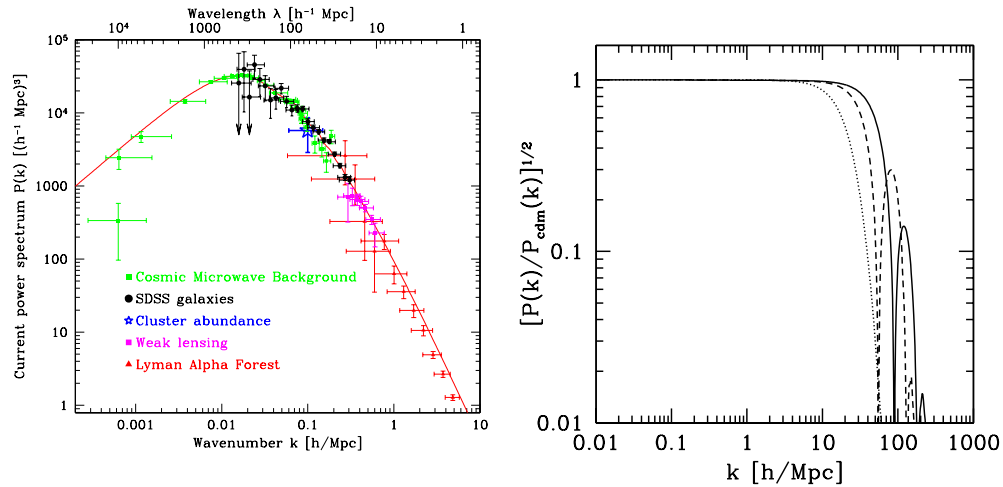 Wavelength λ [h⁻¹ Mpc]
10⁴ 1000 100 10 1
Current power spectrum P(k) [(h⁻¹ Mpc)³]
10⁵
10⁴
1000
100
10
1
Cosmic Microwave Background
SDSS galaxies
Cluster abundance
Weak lensing
Lyman Alpha Forest
0.001 0.01 0.1 1 10
Wavenumber k [h/Mpc]
[P(k)/P_cdm(k)]^1/2
1
0.1
0.01
0.01 0.1 1 10 100 1000
k [h/Mpc]